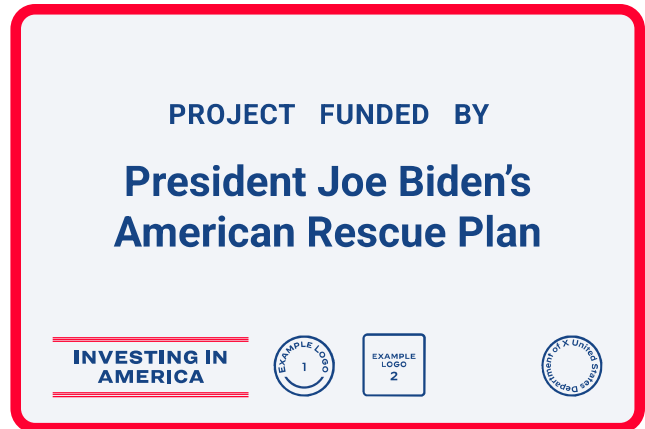 PROJECT FUNDED BY
President Joe Biden’s
American Rescue Plan
INVESTING IN
AMERICA
EXAMPLE LOGO
1
EXAMPLE
LOGO
2
Department of X United States